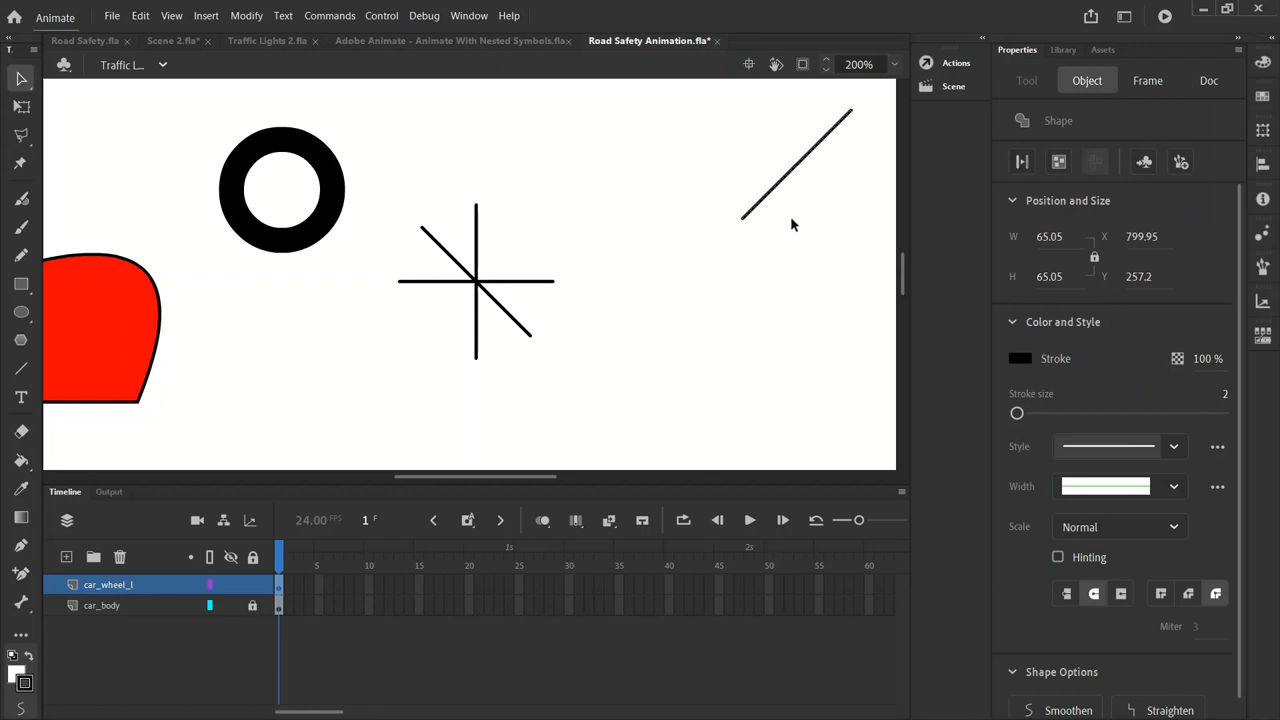 Animate File Edit View Insert Modify Text Commands Control Debug Window Help
Road Safety.fla × Scene 2.fla* × Traffic Lights 2.fla × Adobe Animate - Animate With Nested Symbols.fla* × Road Safety Animation.fla* ×
Traffic l... 200%
T.
Actions
Scene
Properties Library Assets
Tool Object Frame Doc
Shape
Position and Size
W 65.05 X 799.95
H 65.05 Y 257.2
Color and Style
Stroke 100 %
Stroke size 2
Style
Width
Scale Normal
Hinting
Miter 3
Shape Options
Smoothen Straighten
Timeline Output
24.00 FPS 1 F
1s 2s
5 10 15 20 25 30 35 40 45 50 55 60
car_wheel_l
car_body